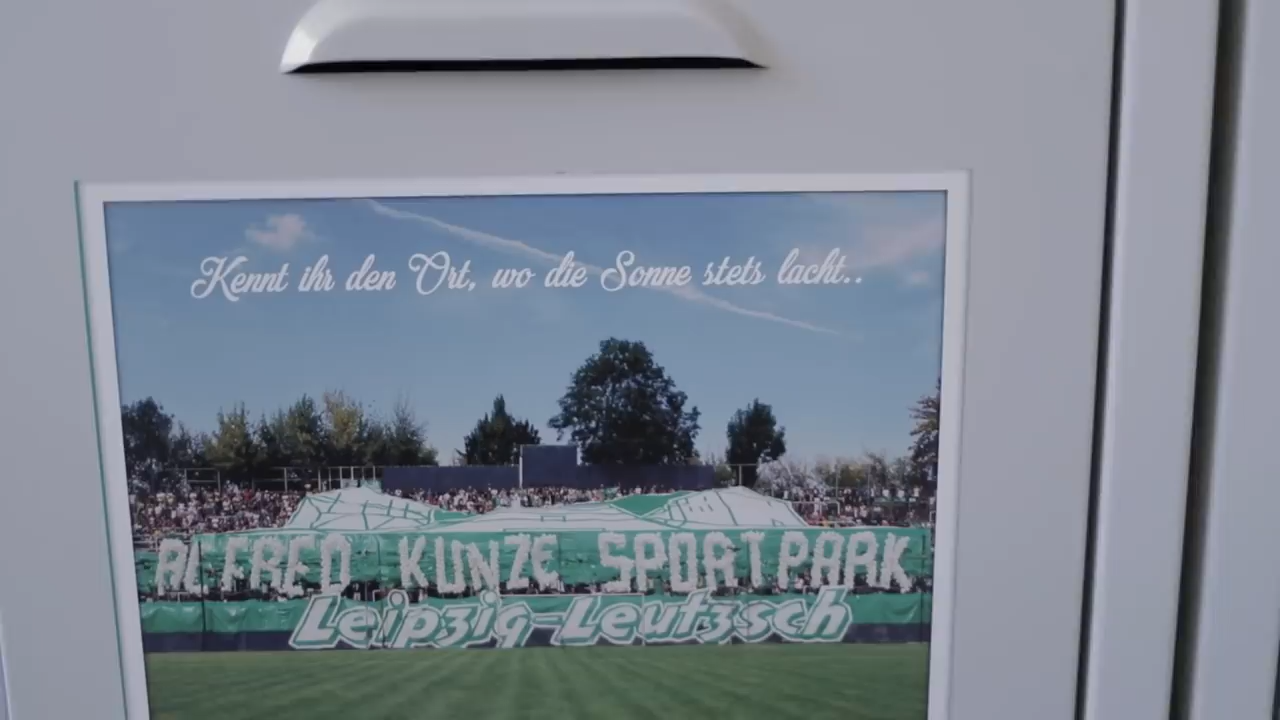 Kennt ihr den Ort, wo die Sonne stets lacht..
ALFRED KUNZE SPORTPARK
Leipzig-Leutzsch